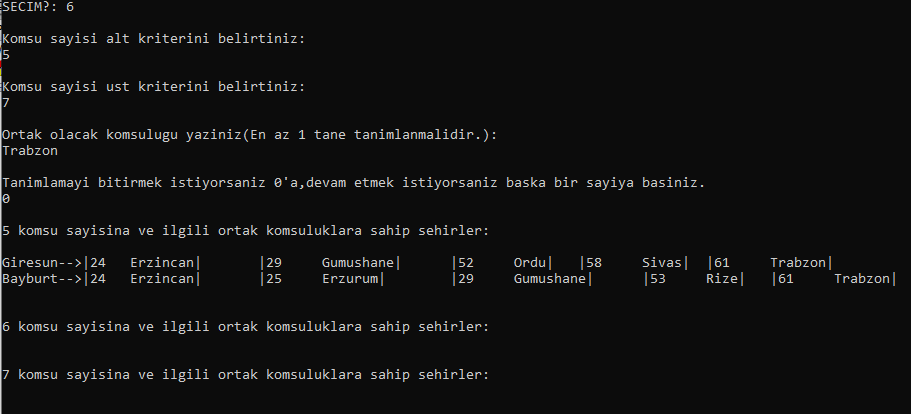 SECIM?: 6
Komsu sayisi alt kriterini belirtiniz:
5
Komsu sayisi ust kriterini belirtiniz:
7
Ortak olacak komsulugu yaziniz(En az 1 tane tanimlanmalidir.):
Trabzon
Tanimlamayi bitirmek istiyorsaniz 0'a,devam etmek istiyorsaniz baska bir sayiya basiniz.
0
5 komsu sayisina ve ilgili ortak komsuluklara sahip sehirler:
Giresun-->|24 Erzincan| |29 Gumushane| |52 Ordu| |58 Sivas| |61 Trabzon|
Bayburt-->|24 Erzincan| |25 Erzurum| |29 Gumushane| |53 Rize| |61 Trabzon|
6 komsu sayisina ve ilgili ortak komsuluklara sahip sehirler:
7 komsu sayisina ve ilgili ortak komsuluklara sahip sehirler: